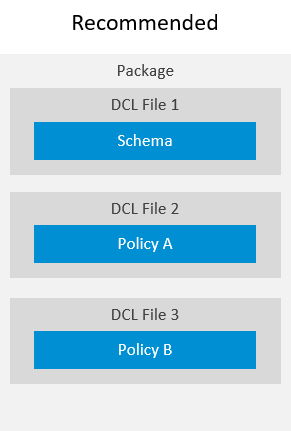 Recommended
Package
DCL File 1
Schema
DCL File 2
Policy A
DCL File 3
Policy B